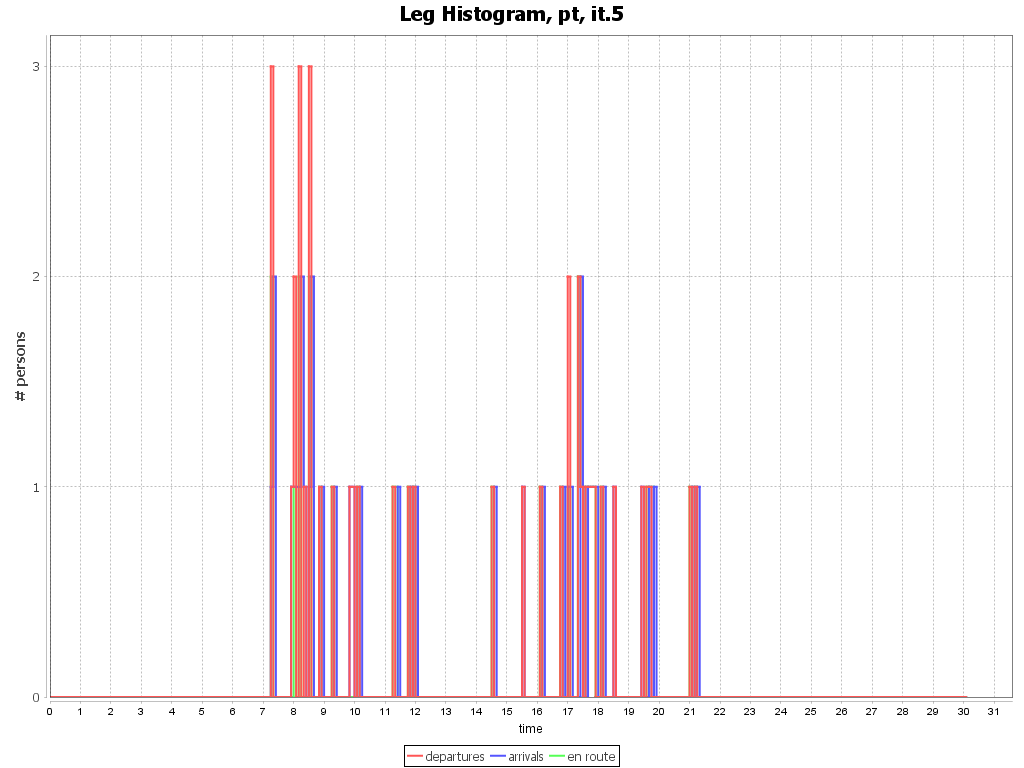 Leg Histogram, pt, it.5
# persons
3
2
1
0
0 1 2 3 4 5 6 7 8 9 10 11 12 13 14 15 16 17 18 19 20 21 22 23 24 25 26 27 28 29 30 31
time
departures arrivals en route